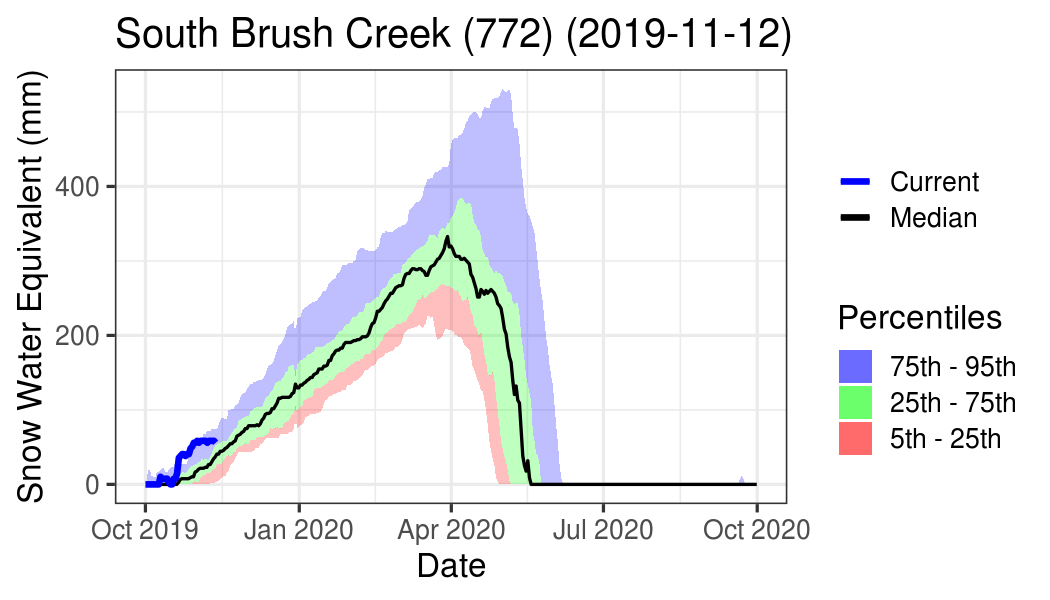 South Brush Creek (772) (2019-11-12)
Snow Water Equivalent (mm)
400
200
0
Oct 2019 Jan 2020 Apr 2020 Jul 2020 Oct 2020
Date
Current
Median
Percentiles
75th - 95th
25th - 75th
5th - 25th